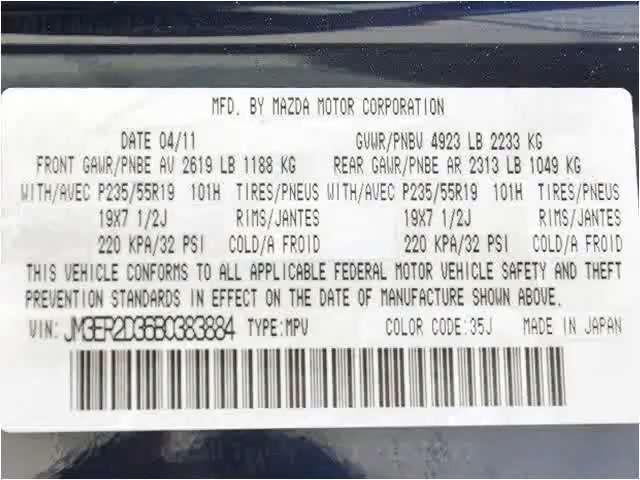 MFD. BY MAZDA MOTOR CORPORATION
DATE 04/11 GVWR/PNBV 4923 LB 2233 KG
FRONT GAWR/PNBE AV 2619 LB 1188 KG REAR GAWR/PNBE AR 2313 LB 1049 KG
WITH/AVEC P235/55R19 101H TIRES/PNEUS WITH/AVEC P235/55R19 101H TIRES/PNEUS
19X7 1/2J RIMS/JANTES 19X7 1/2J RIMS/JANTES
220 KPA/32 PSI COLD/A FROID 220 KPA/32 PSI COLD/A FROID
THIS VEHICLE CONFORMS TO ALL APPLICABLE FEDERAL MOTOR VEHICLE SAFETY AND THEFT
PREVENTION STANDARDS IN EFFECT ON THE DATE OF MANUFACTURE SHOWN ABOVE.
VIN: JM3ER2D36B0383884 TYPE:MPV COLOR CODE:35J MADE IN JAPAN